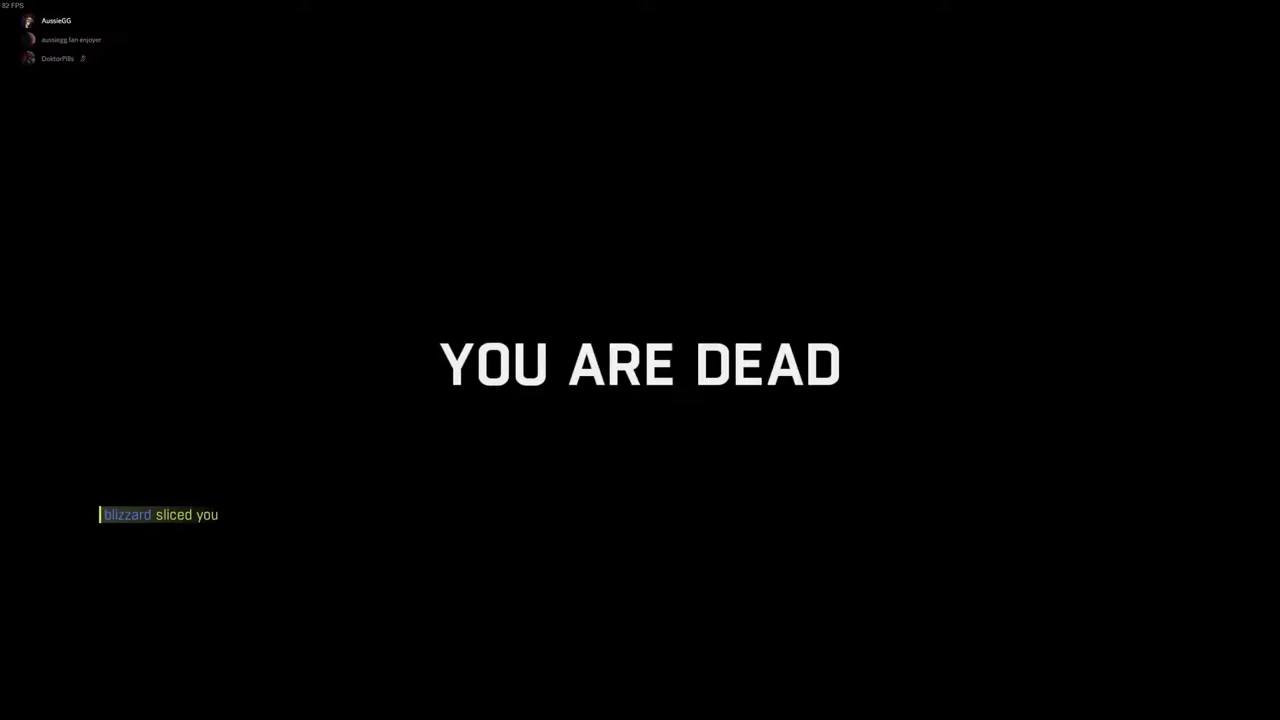 82 FPS
AussieGG
aussiegg fan enjoyer
DoktorPills
YOU ARE DEAD
blizzard sliced you